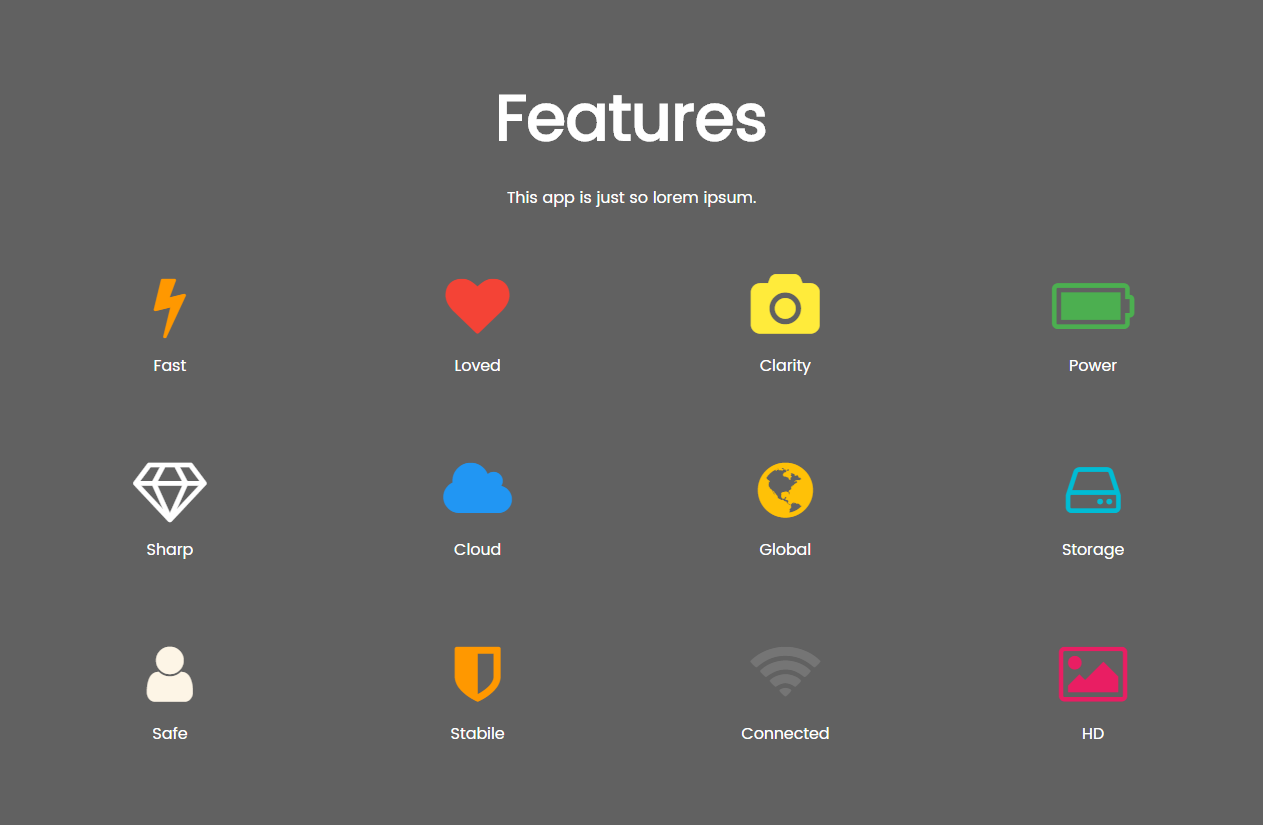 Features
This app is just so lorem ipsum.
Fast
Loved
Clarity
Power
Sharp
Cloud
Global
Storage
Safe
Stabile
Connected
HD